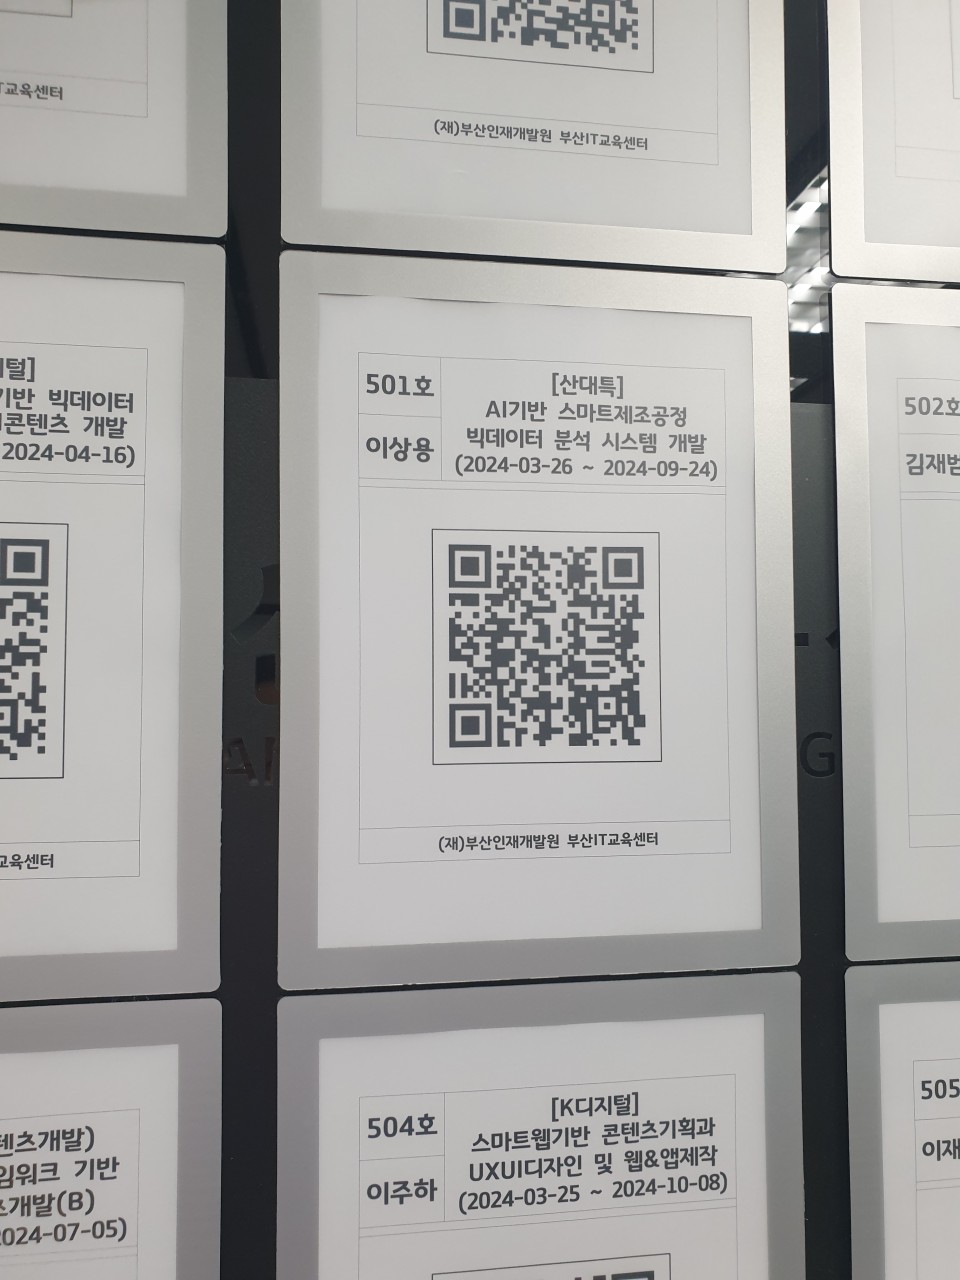 교육센터
(재)부산인재개발원 부산IT교육센터
기반 빅데이터
콘텐츠 개발
2024-04-16)
교육센터
501호
이상용
[산대특]
AI기반 스마트제조공정
빅데이터 분석 시스템 개발
(2024-03-26 ~ 2024-09-24)
(재)부산인재개발원 부산IT교육센터
502호
김재범
텐츠개발)
임워크 기반
개발(B)
2024-07-05)
504호
이주하
[K디지털]
스마트웹기반 콘텐츠기획과
UXUI디자인 및 웹&앱제작
(2024-03-25 ~ 2024-10-08)
505
이재
G